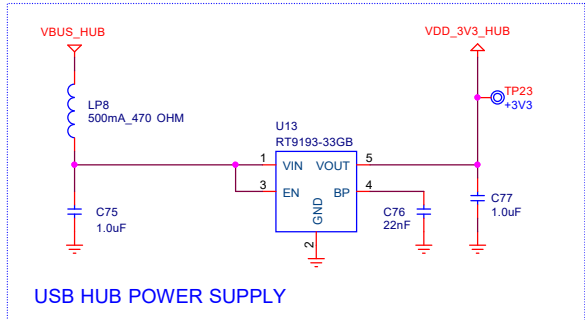 VBUS_HUB
VDD_3V3_HUB
LP8
500mA_470 OHM
TP23
+3V3
U13
RT9193-33GB
1
VIN
VOUT
5
3
EN
BP
4
GND
2
C75
1.0uF
C76
22nF
C77
1.0uF
USB HUB POWER SUPPLY